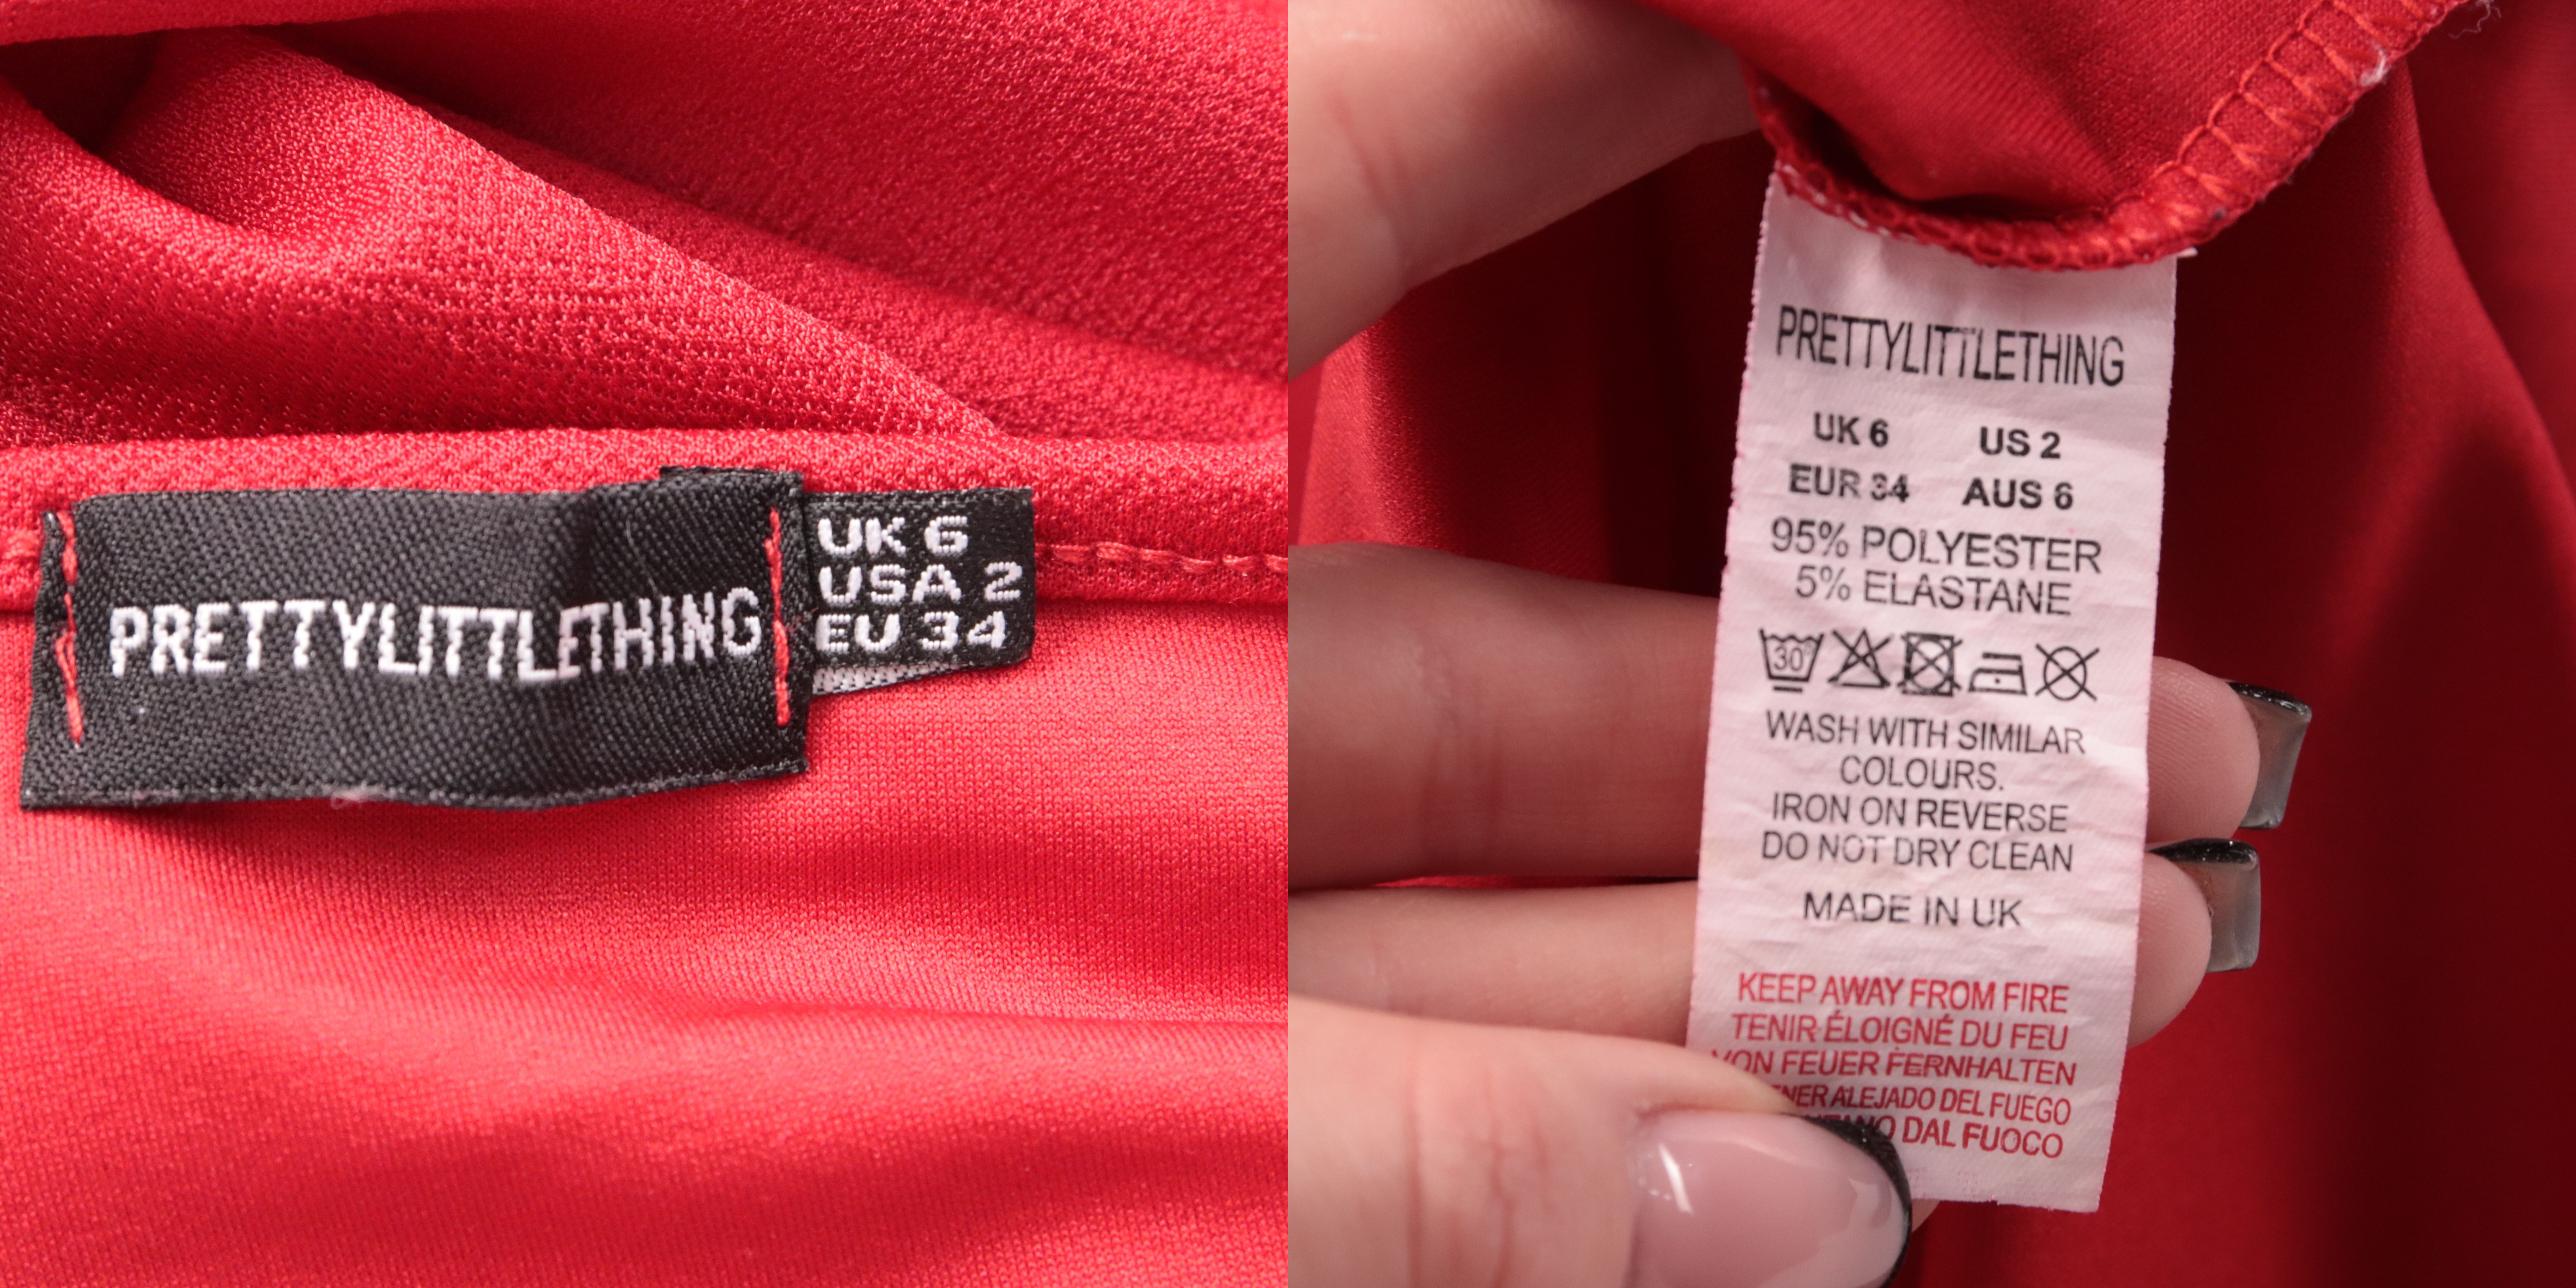 PRETTYLITTLETHING
UK 6
USA 2
EU 34
PRETTYLITTLETHING
UK 6 US 2
EUR 34 AUS 6
95% POLYESTER
5% ELASTANE
30°
WASH WITH SIMILAR
COLOURS.
IRON ON REVERSE
DO NOT DRY CLEAN
MADE IN UK
KEEP AWAY FROM FIRE
TENIR ÉLOIGNÉ DU FEU
VON FEUER FERNHALTEN
ALEJADO DEL FUEGO
DAL FUOCO